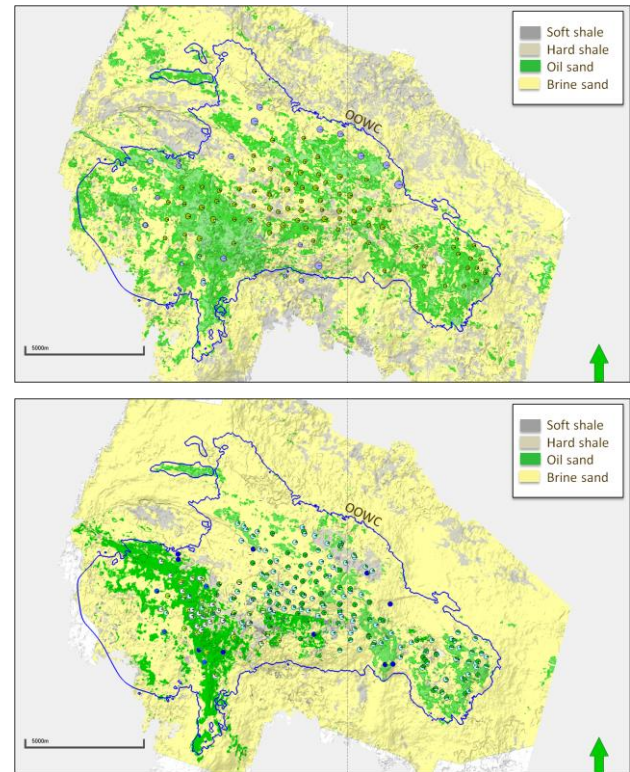 Soft shale
Hard shale
Oil sand
Brine sand
OOWC
5000m
Soft shale
Hard shale
Oil sand
Brine sand
OOWC
5000m